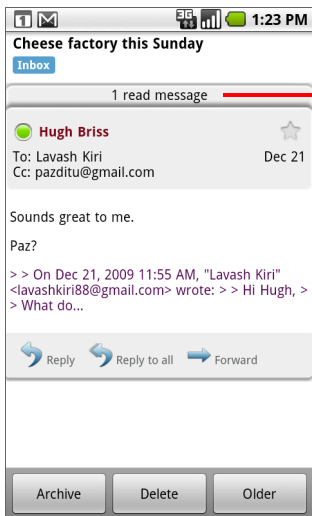 1 3G 1:23 PM
Cheese factory this Sunday
Inbox
1 read message
Hugh Briss
To: Lavash Kiri Dec 21
Cc: pazditu@gmail.com
Sounds great to me.
Paz?
> > On Dec 21, 2009 11:55 AM, "Lavash Kiri"
<lavashkiri88@gmail.com> wrote: > > Hi Hugh, >
> What do...
Reply Reply to all Forward
Archive Delete Older